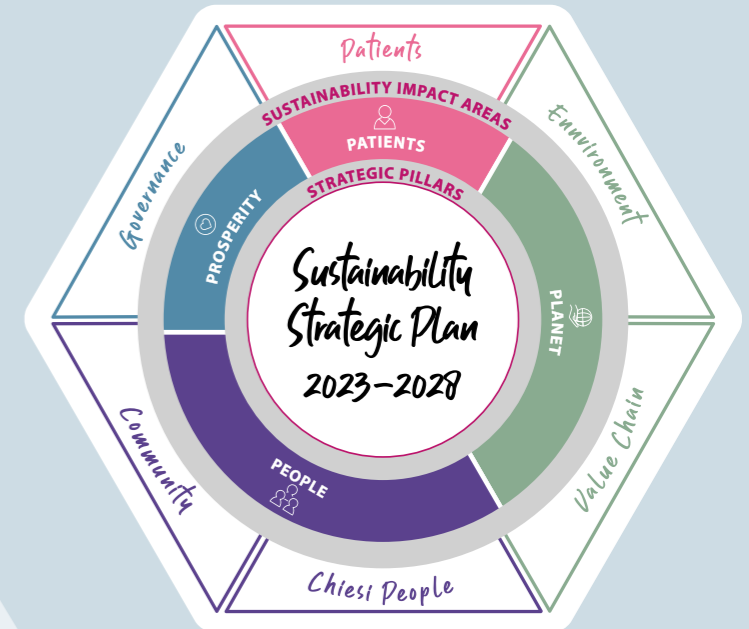 Patients
SUSTAINABILITY IMPACT AREAS
PATIENTS
STRATEGIC PILLARS
Governance
PROSPERITY
Ennvironment
PLANET
Sustainability
Strategic Plan
2023–2028
Community
PEOPLE
Value Chain
Chiesi People